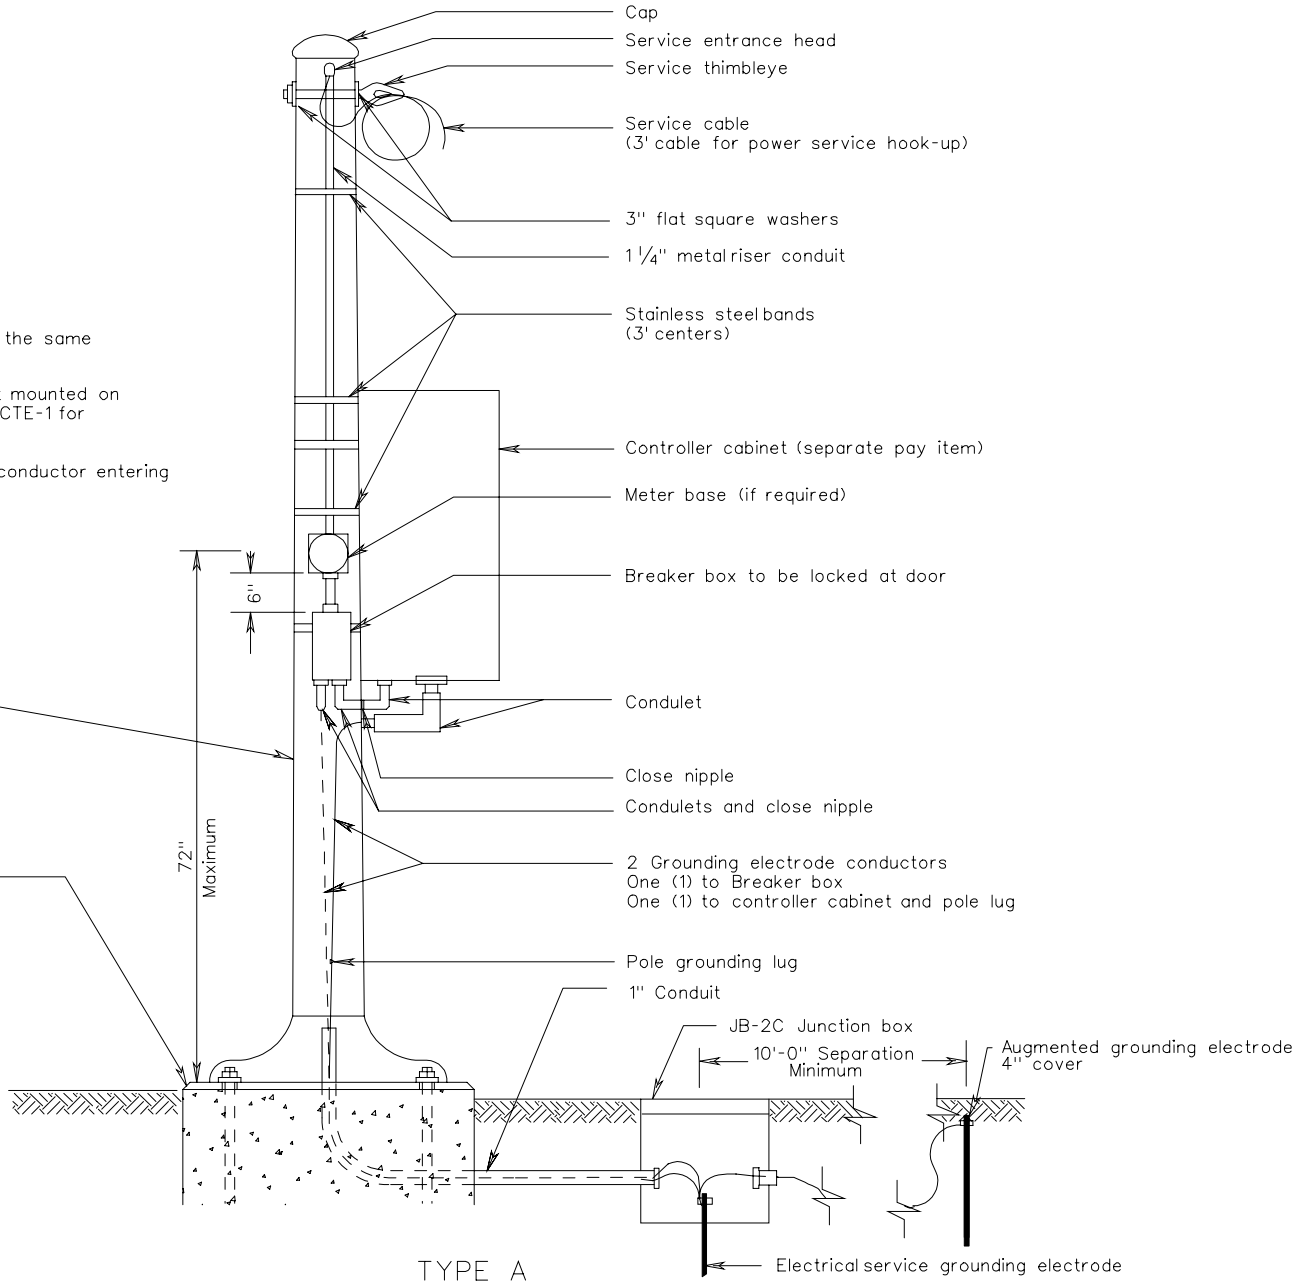 Cap
Service entrance head
Service thimbleye
Service cable
(3' cable for power service hook-up)
3" flat square washers
1 1/4" metal riser conduit
Stainless steel bands
(3' centers)
the same
mounted on
CTE-1 for
conductor entering
Controller cabinet (separate pay item)
Meter base (if required)
6"
Breaker box to be locked at door
Condulet
Close nipple
Condulets and close nipple
72"
Maximum
2 Grounding electrode conductors
One (1) to Breaker box
One (1) to controller cabinet and pole lug
Pole grounding lug
1" Conduit
JB-2C Junction box
10'-0" Separation
Minimum
Augmented grounding electrode
4" cover
Electrical service grounding electrode
TYPE A